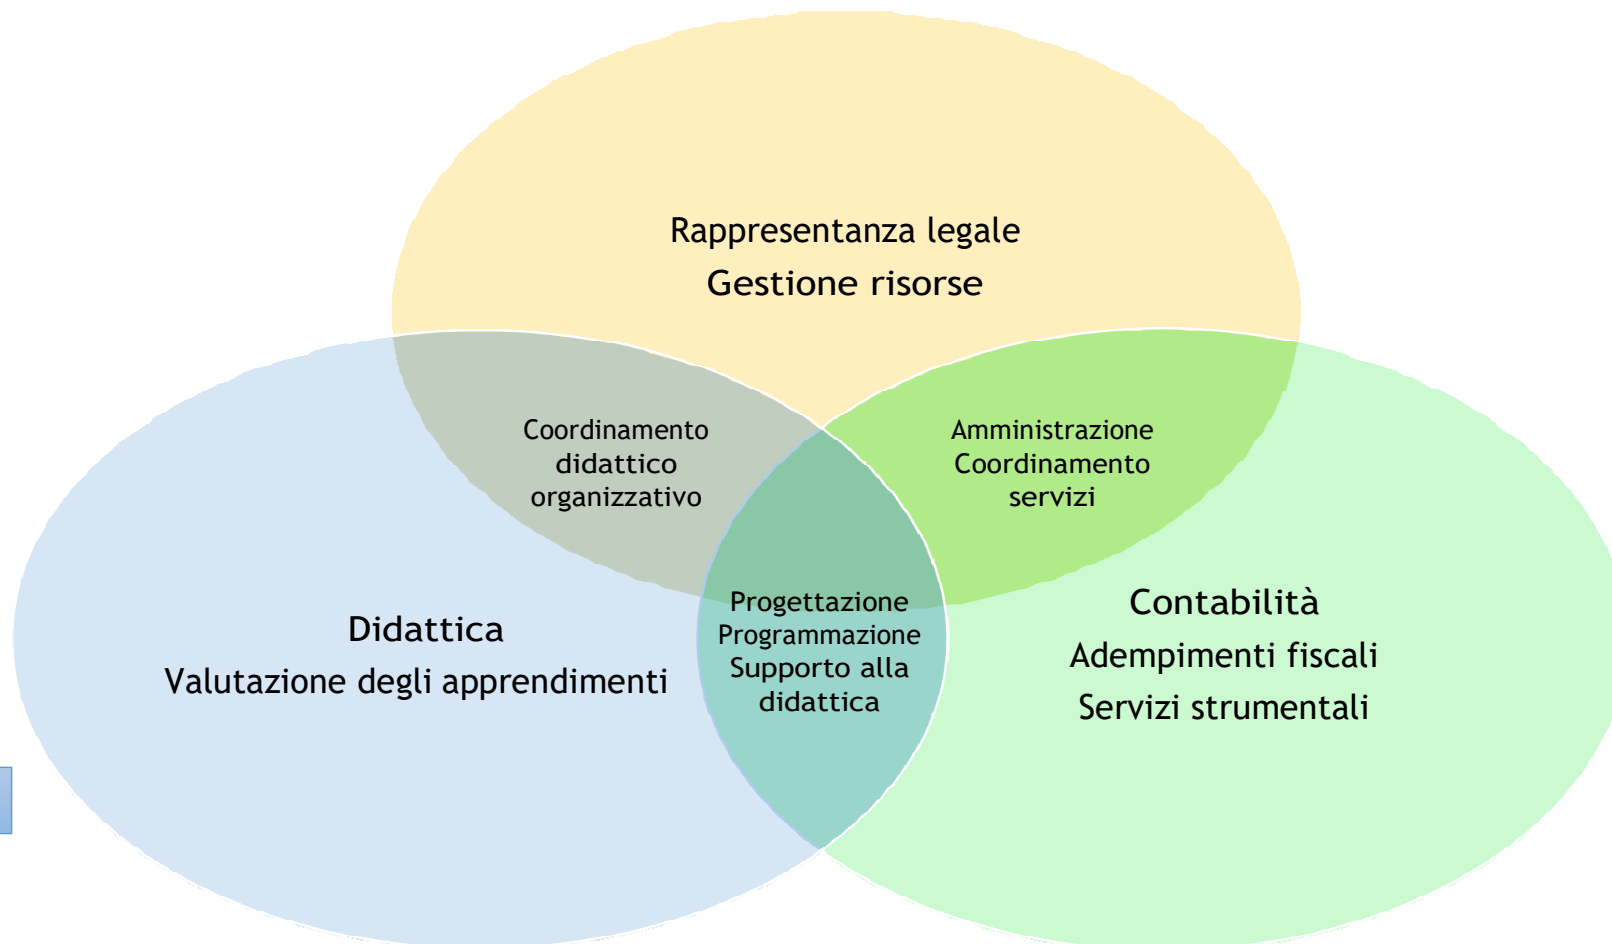 Rappresentanza legale
Gestione risorse
Coordinamento
didattico
organizzativo
Amministrazione
Coordinamento
servizi
Didattica
Valutazione degli apprendimenti
Progettazione
Programmazione
Supporto alla
didattica
Contabilità
Adempimenti fiscali
Servizi strumentali